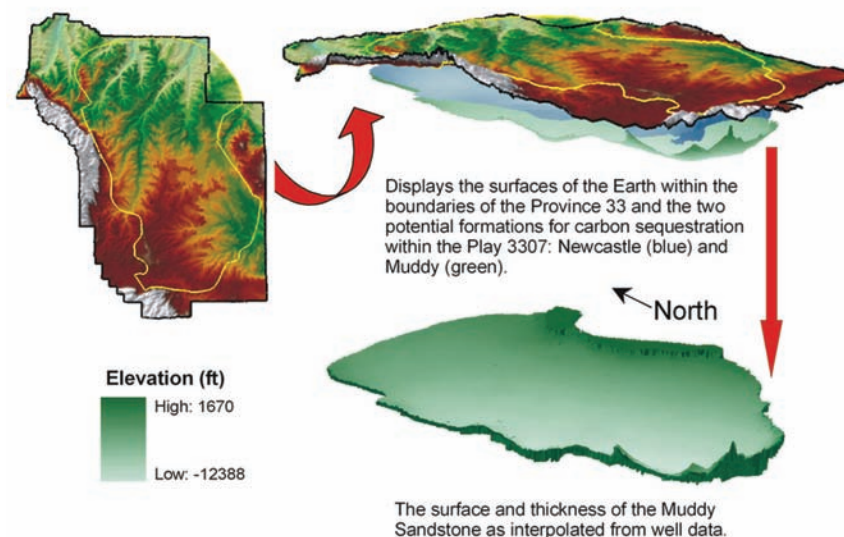 Displays the surfaces of the Earth within the
boundaries of the Province 33 and the two
potential formations for carbon sequestration
within the Play 3307: Newcastle (blue) and
Muddy (green).
North
Elevation (ft)
High: 1670
Low: -12388
The surface and thickness of the Muddy
Sandstone as interpolated from well data.